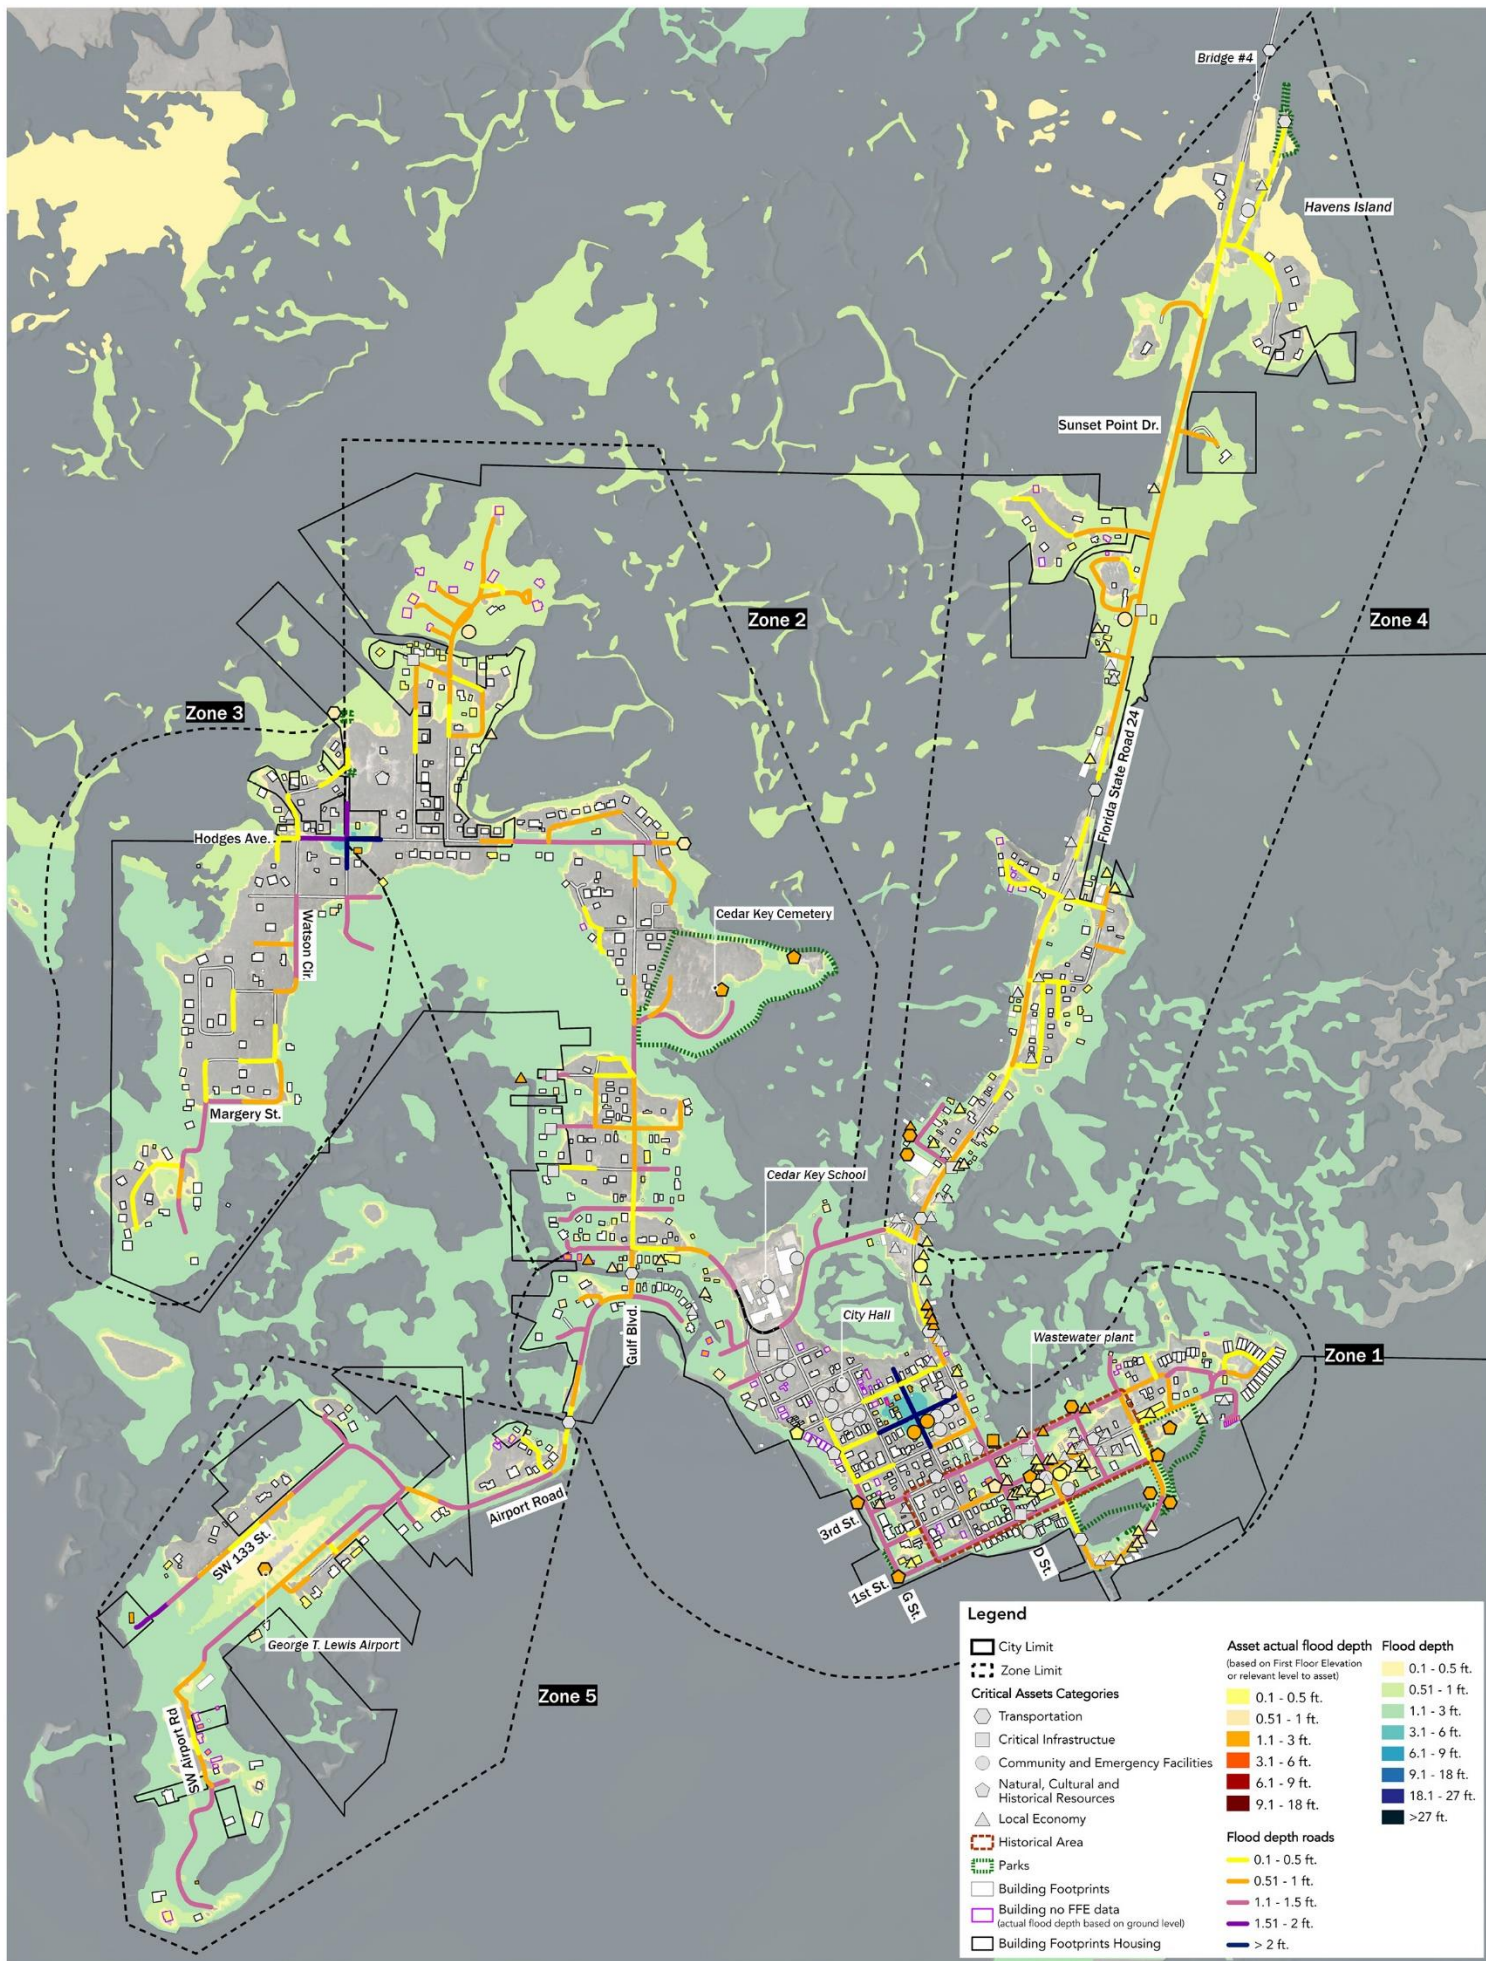 Bridge #4
Havens Island
Sunset Point Dr.
Zone 2
Zone 4
Zone 3
Florida State Road 24
Hodges Ave.
Watson Cir.
Cedar Key Cemetery
Margery St.
Cedar Key School
City Hall
Wastewater plant
Gulf Blvd.
Zone 1
Airport Road
SW 133 St.
3rd St.
1st St.
G St.
D St.
George T. Lewis Airport
Zone 5
SW Airport Rd
Legend
City Limit
Zone Limit
Critical Assets Categories
Transportation
Critical Infrastructue
Community and Emergency Facilities
Natural, Cultural and
Historical Resources
Local Economy
Historical Area
Parks
Building Footprints
Building no FFE data
(actual flood depth based on ground level)
Building Footprints Housing
Asset actual flood depth
(based on First Floor Elevation
or relevant level to asset)
0.1 - 0.5 ft.
0.51 - 1 ft.
1.1 - 3 ft.
3.1 - 6 ft.
6.1 - 9 ft.
9.1 - 18 ft.
Flood depth roads
0.1 - 0.5 ft.
0.51 - 1 ft.
1.1 - 1.5 ft.
1.51 - 2 ft.
> 2 ft.
Flood depth
0.1 - 0.5 ft.
0.51 - 1 ft.
1.1 - 3 ft.
3.1 - 6 ft.
6.1 - 9 ft.
9.1 - 18 ft.
18.1 - 27 ft.
>27 ft.